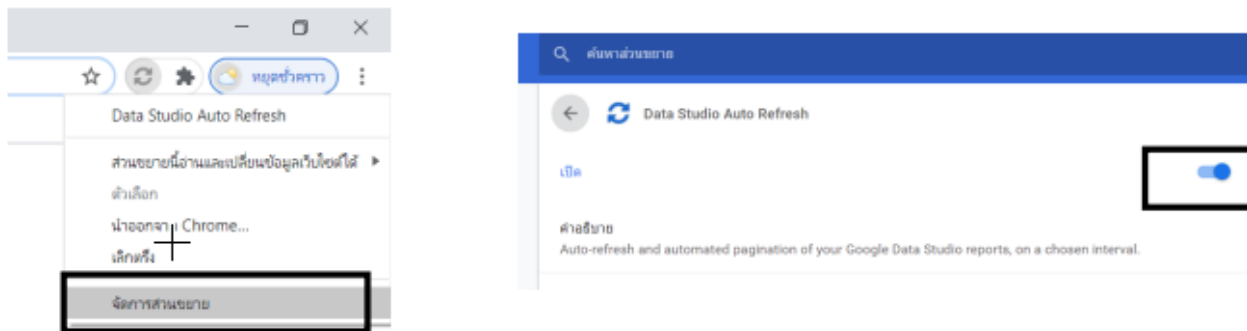 หยุดชั่วคราว
Data Studio Auto Refresh
ส่วนขยายนี้อ่านและเปลี่ยนข้อมูลเว็บไซต์ได้
ตัวเลือก
นำออกจาก Chrome...
เลิกตรึง
จัดการส่วนขยาย
ค้นหาส่วนขยาย
Data Studio Auto Refresh
เปิด
คำอธิบาย
Auto-refresh and automated pagination of your Google Data Studio reports, on a chosen interval.